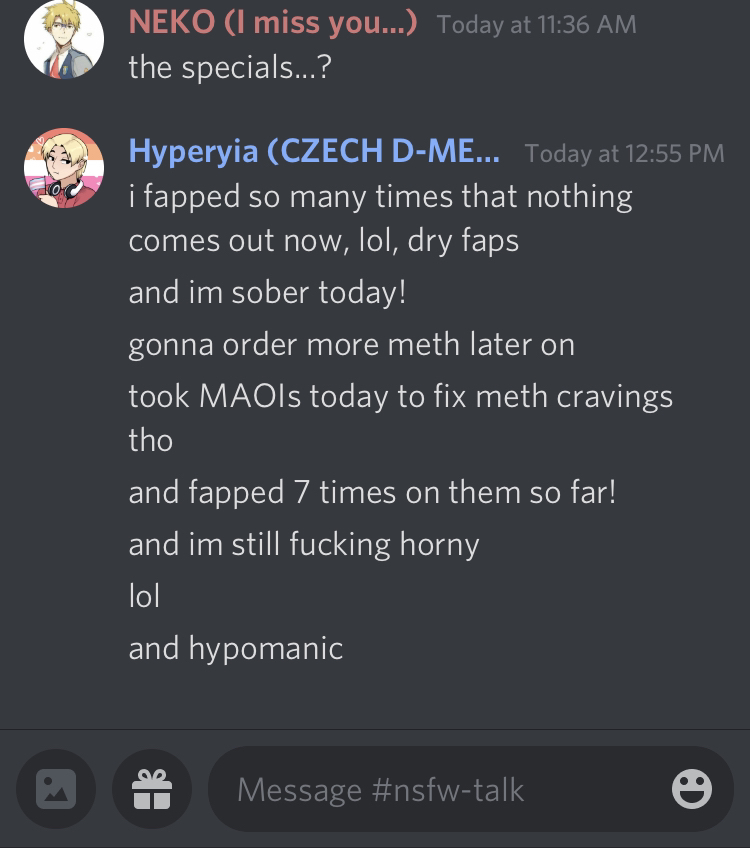 NEKO (I miss you...) Today at 11:36 AM
the specials...?
Hyperyia (CZECH D-ME... Today at 12:55 PM
i fapped so many times that nothing
comes out now, lol, dry faps
and im sober today!
gonna order more meth later on
took MAOIs today to fix meth cravings
tho
and fapped 7 times on them so far!
and im still fucking horny
lol
and hypomanic
Message #nsfw-talk